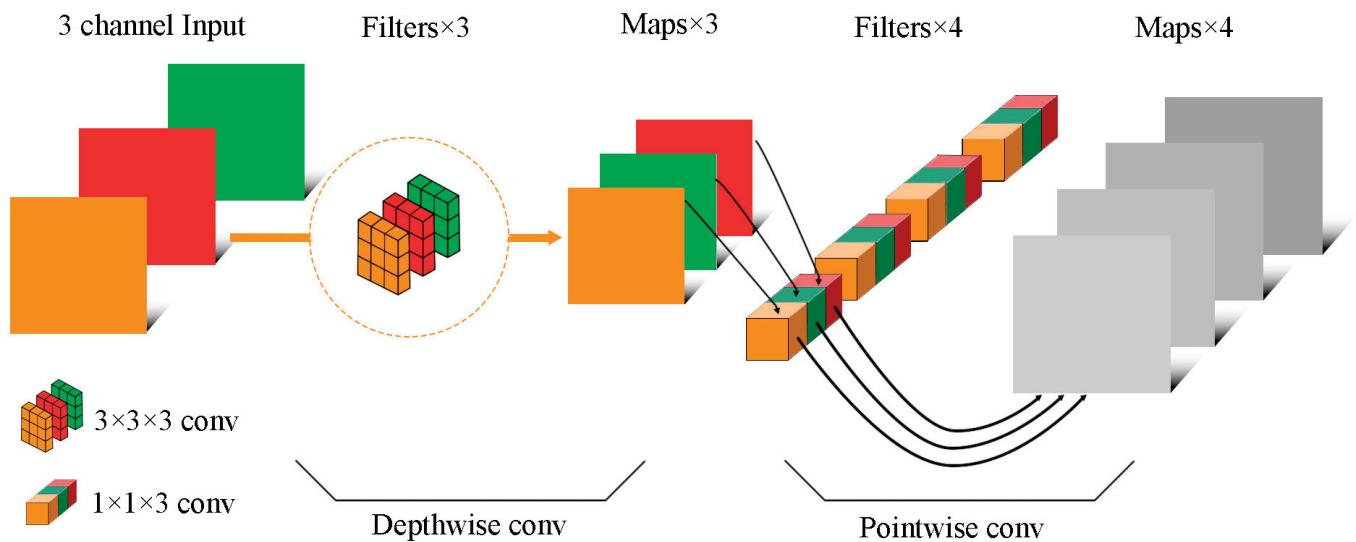 3 channel Input
Filters×3
Maps×3
Filters×4
Maps×4
3×3×3 conv
1×1×3 conv
Depthwise conv
Pointwise conv